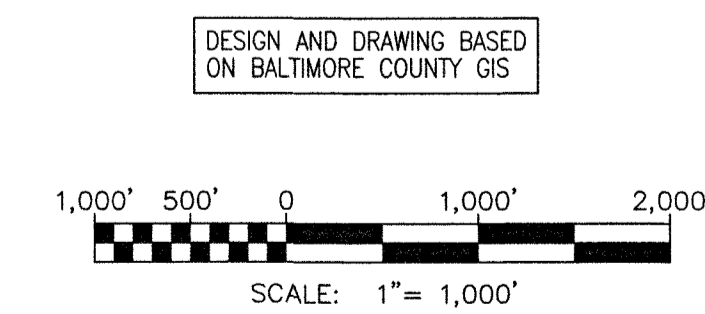 DESIGN AND DRAWING BASED
ON BALTIMORE COUNTY GIS
1,000' 500' 0 1,000' 2,000
SCALE: 1"= 1,000'